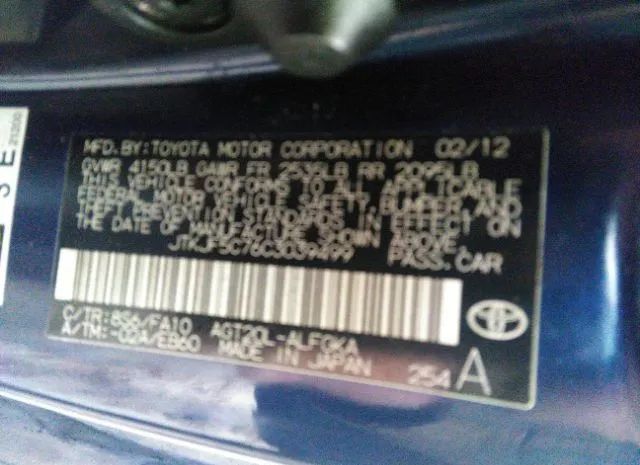 MFD. BY: TOYOTA MOTOR CORPORATION 02/12
GVWR 4150LB GAWR FR 2535LB RR 2095LB
THIS VEHICLE CONFORMS TO ALL APPLICABLE
FEDERAL MOTOR VEHICLE SAFETY, BUMPER, AND
THEFT PREVENTION STANDARDS IN EFFECT ON
THE DATE OF MANUFACTURE SHOWN ABOVE.
JTKJF5C76C3039499 PASS.CAR
C/TR: 8S6/FA10 AGT20L-ALFGKA
A/TM: -02A/EB60 MADE IN JAPAN
254 A
S E